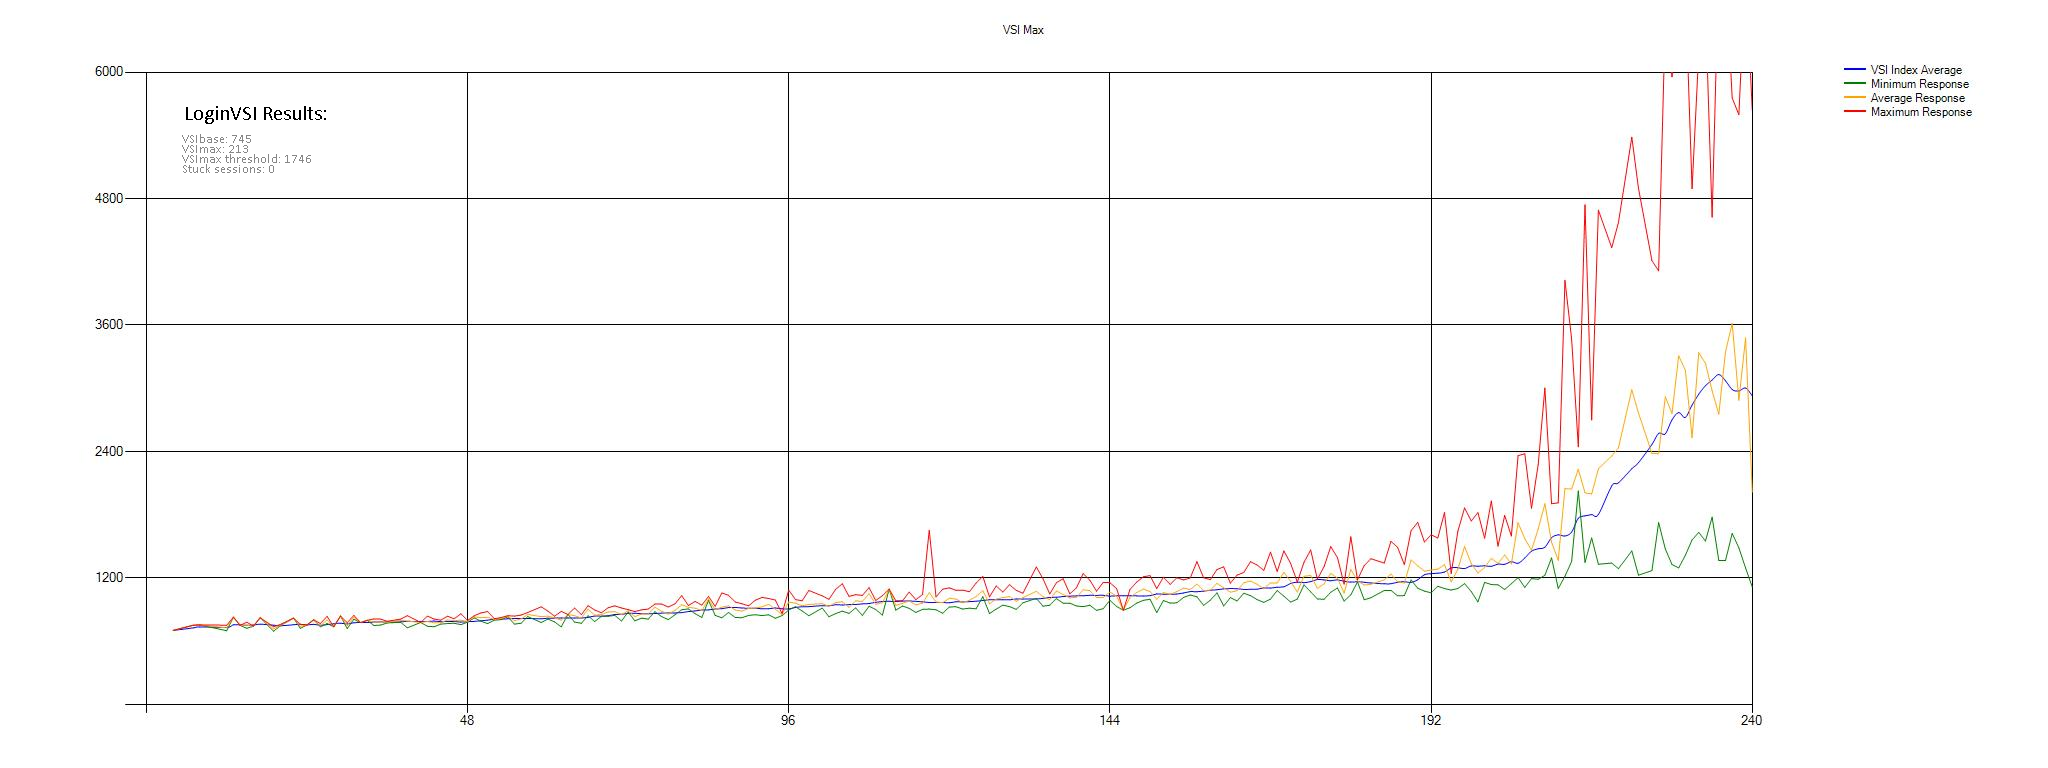 VSI Max
6000
4800
3600
2400
1200
LoginVSI Results:
VSIbase: 745
VSImax: 213
VSImax threshold: 1746
Stuck sessions: 0
VSI Index Average
Minimum Response
Average Response
Maximum Response
48
96
144
192
240